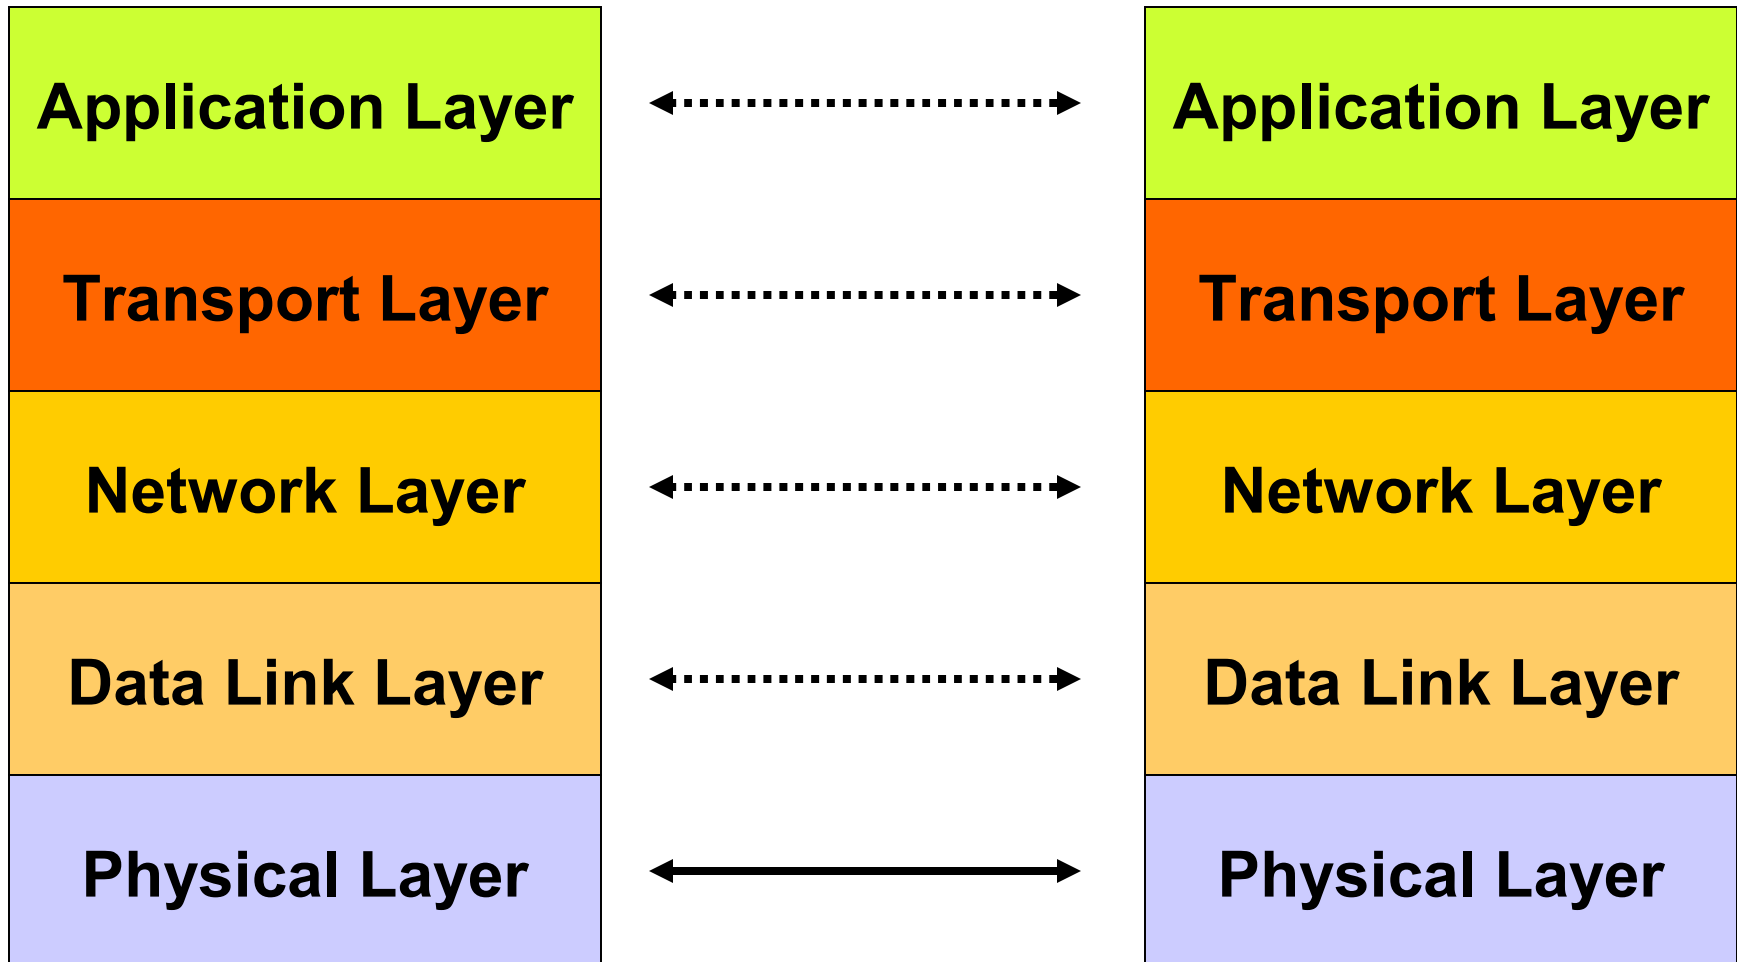 Application Layer
Application Layer
Transport Layer
Transport Layer
Network Layer
Network Layer
Data Link Layer
Data Link Layer
Physical Layer
Physical Layer